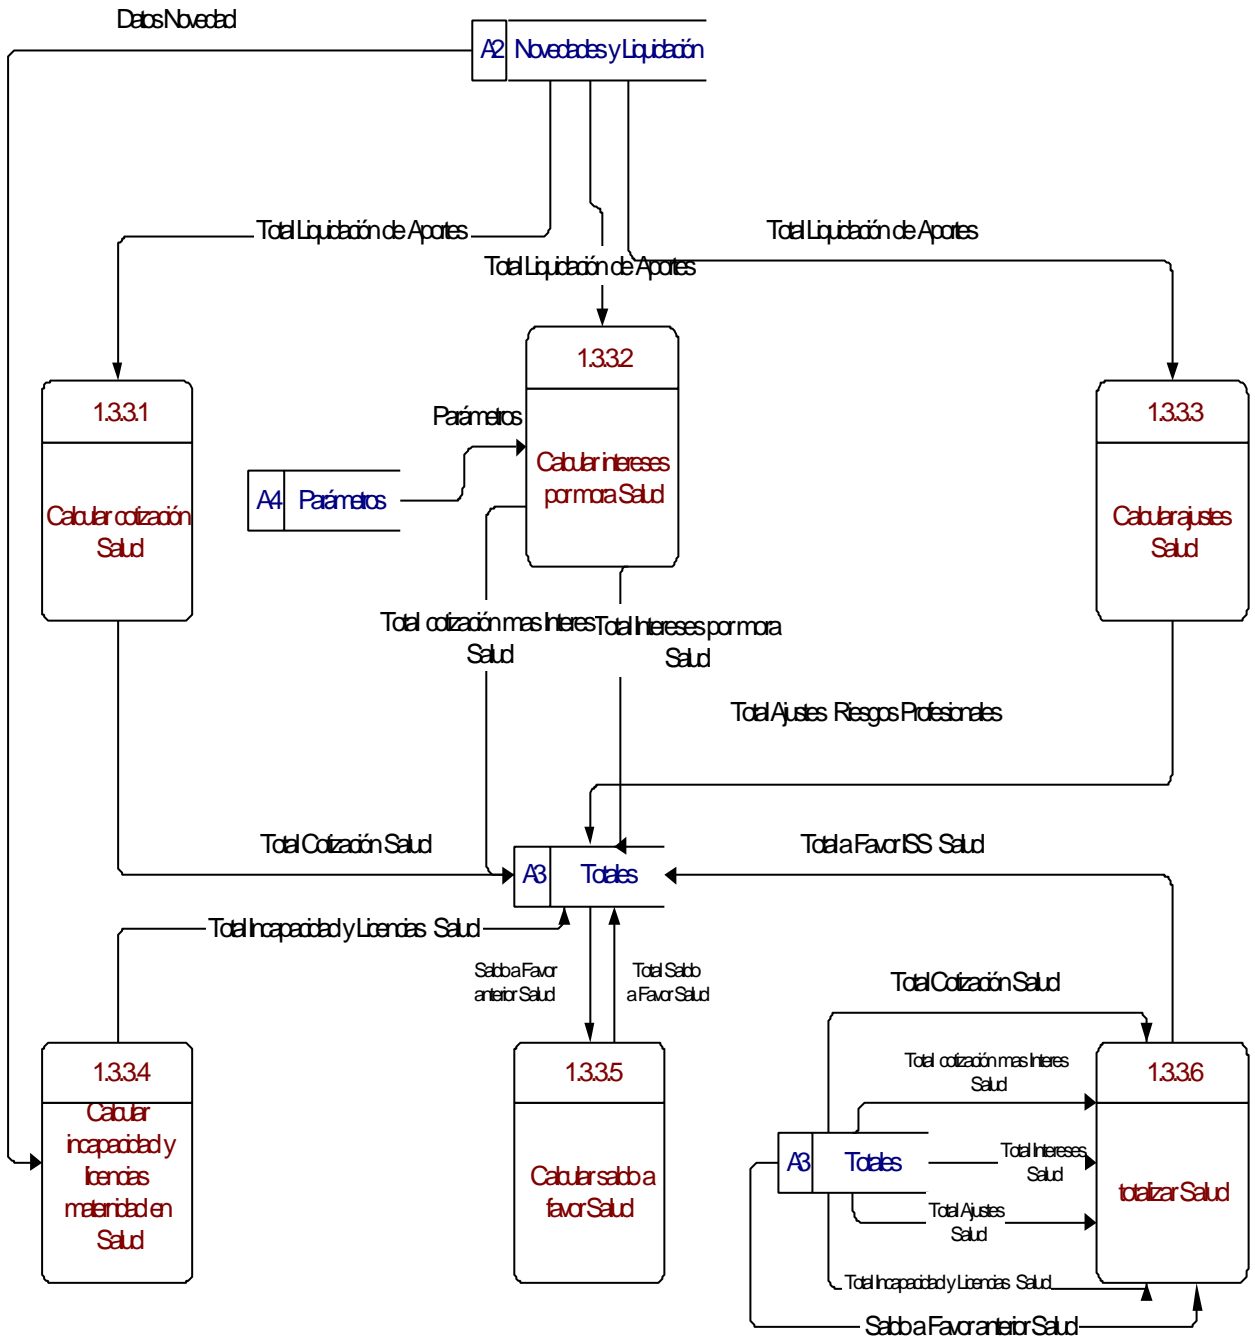 Datos Novedad
A2 Novedades y Liquidación
Total Liquidación de Aportes
Total Liquidación de Aportes
Total Liquidación de Aportes
1.3.3.2
1.3.3.1
1.3.3.3
Parámetros
Calcular intereses
por mora Salud
A4 Parámetros
Calcular cotización
Salud
Calcular ajustes
Salud
Total cotización mas Interes
Salud
Total Intereses por mora
Salud
Total Ajustes Riesgos Profesionales
Total Cotización Salud
Total a Favor ISS Salud
A3 Totales
Total Incapacidad y Licencias Salud
Saldo a Favor
anterior Salud
Total Saldo
a Favor Salud
Total Cotización Salud
1.3.3.4
Calcular
incapacidad y
licencias
maternidad en
Salud
1.3.3.5
Calcular saldo a
favor Salud
Total cotización mas Interes
Salud
1.3.3.6
totalizar Salud
A3 Totales
Total Intereses
Salud
Total Ajustes
Salud
Total Incapacidad y Licencias Salud
Saldo a Favor anterior Salud